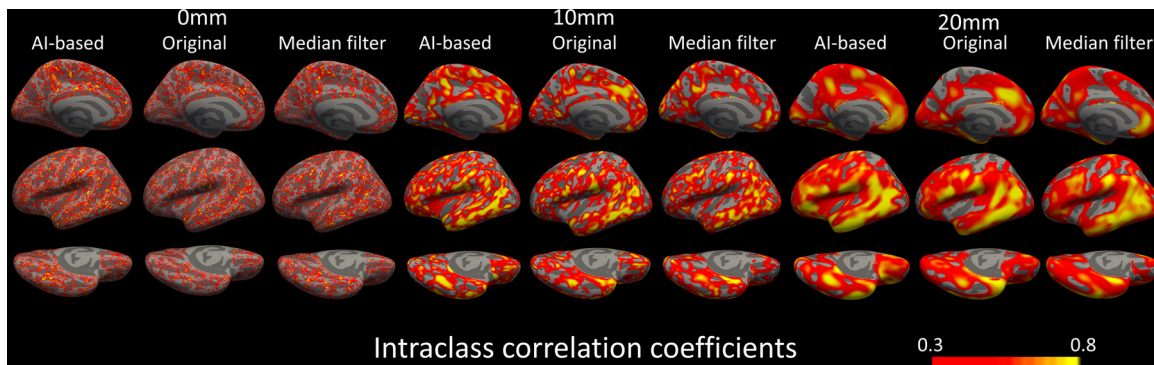 0mm 10mm 20mm
AI-based Original Median filter AI-based Original Median filter AI-based Original Median filter
Intraclass correlation coefficients
0.3 0.8